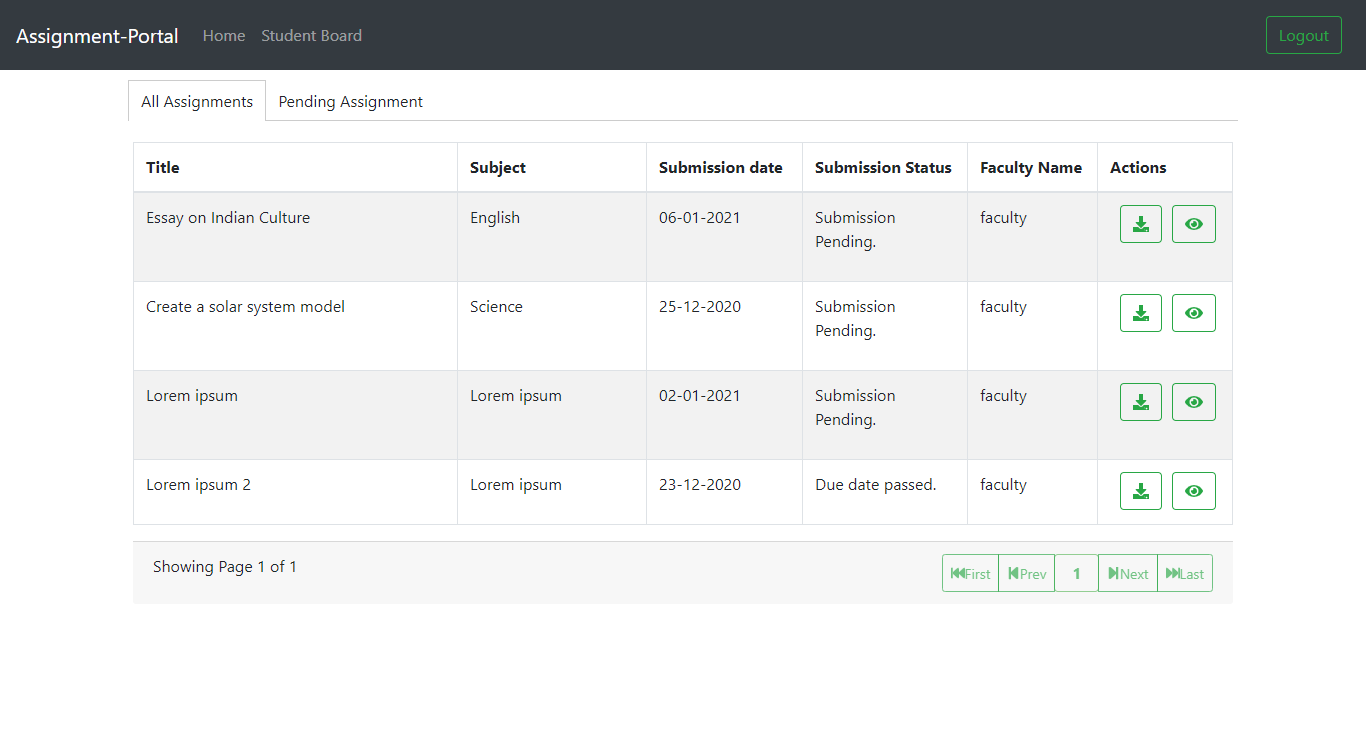 Assignment-Portal Home Student Board Logout
All Assignments Pending Assignment
Title Subject Submission date Submission Status Faculty Name Actions
Essay on Indian Culture English 06-01-2021 Submission faculty
Pending.
Create a solar system model Science 25-12-2020 Submission faculty
Pending.
Lorem ipsum Lorem ipsum 02-01-2021 Submission faculty
Pending.
Lorem ipsum 2 Lorem ipsum 23-12-2020 Due date passed. faculty
Showing Page 1 of 1 First Prev 1 Next Last